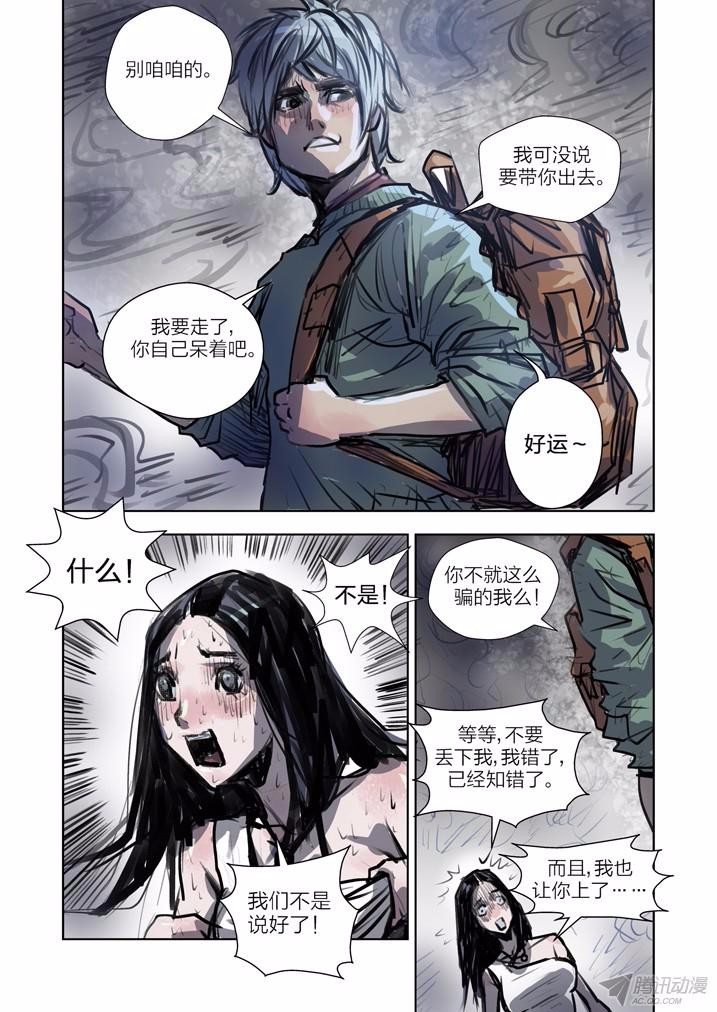 别咱咱的。
我可没说
要带你出去。
我要走了,
你自己呆着吧。
好运~
什么!
不是!
我们不是
说好了!
你不就这么
骗的我么!
等等,不要
丢下我,我错了,
已经知错了。
而且,我也
让你上了……
腾讯动漫
AC.QQ.COM